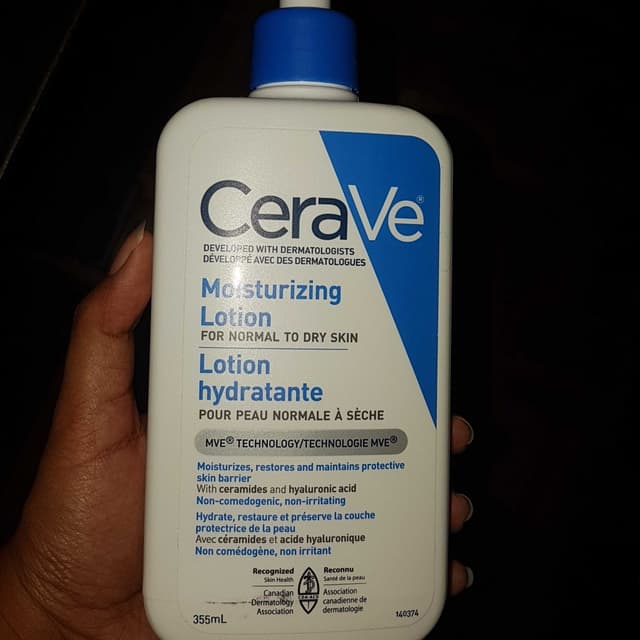 CeraVe®
DEVELOPED WITH DERMATOLOGISTS
DÉVELOPPÉ AVEC DES DERMATOLOGUES
Moisturizing
Lotion
FOR NORMAL TO DRY SKIN
Lotion
hydratante
POUR PEAU NORMALE À SÈCHE
MVE® TECHNOLOGY/TECHNOLOGIE MVE®
Moisturizes, restores and maintains protective
skin barrier
With ceramides and hyaluronic acid
Non-comedogenic, non-irritating
Hydrate, restaure et préserve la couche
protectrice de la peau
Avec céramides et acide hyaluronique
Non comédogène, non irritant
Recognized
Skin Health
Canadian
Dermatology
Association
Reconnu
Santé de la peau
Association
canadienne de
dermatologie
355mL
140374